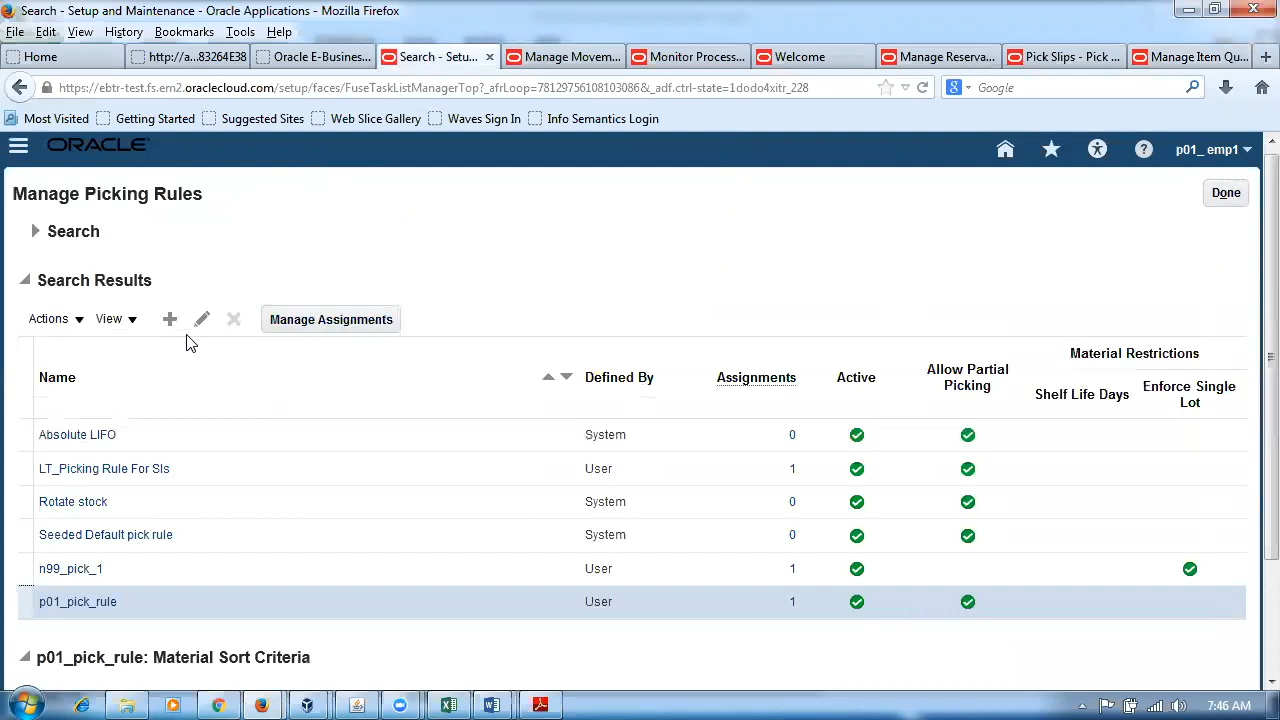 Search - Setup and Maintenance - Oracle Applications - Mozilla Firefox
File Edit View History Bookmarks Tools Help
Home http://a..83264E38 Oracle E-Busines... Search - Setu... Manage Movem... Monitor Process... Welcome Manage Reserva... Pick Slips - Pick ... Manage Item Qu...
https://ebtr-test.fs.em2.oraclecloud.com/setup/faces/FuseTaskListManagerTop?_afrLoop=78129756108103086&_adf.ctrl-state=1dodo4xitr_228 Google
Most Visited Getting Started Suggested Sites Web Slice Gallery Waves Sign In Info Semantics Login
ORACLE p01_ emp1
Manage Picking Rules Done
Search
Search Results
Actions View Manage Assignments
Material Restrictions
Name Defined By Assignments Active Allow Partial Picking Shelf Life Days Enforce Single Lot
Absolute LIFO System 0
LT_Picking Rule For Sls User 1
Rotate stock System 0
Seeded Default pick rule System 0
n99_pick_1 User 1
p01_pick_rule User 1
p01_pick_rule: Material Sort Criteria
7:46 AM